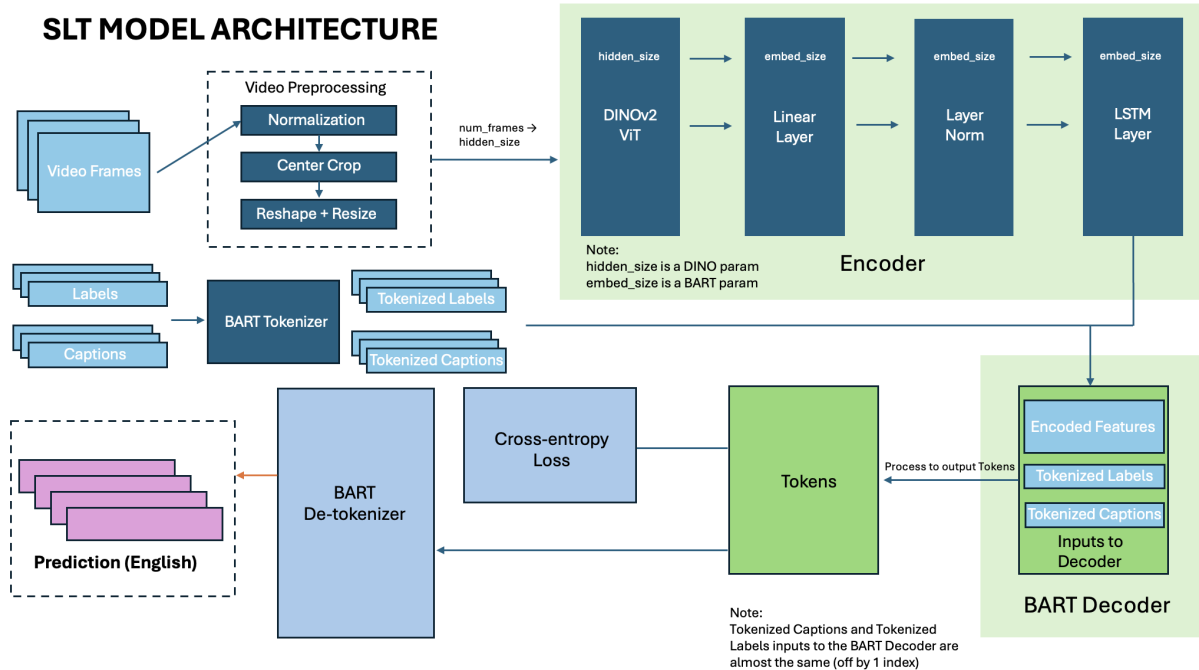 SLT MODEL ARCHITECTURE
Video Frames
Video Preprocessing
Normalization
Center Crop
Reshape + Resize
num_frames →
hidden_size
hidden_size
DINOv2
ViT
embed_size
Linear
Layer
embed_size
Layer
Norm
embed_size
LSTM
Layer
Note:
hidden_size is a DINO param
embed_size is a BART param
Encoder
Labels
Captions
BART Tokenizer
Tokenized Labels
Tokenized Captions
Encoded Features
Tokenized Labels
Tokenized Captions
Inputs to
Decoder
BART Decoder
Process to output Tokens
Tokens
Cross-entropy
Loss
BART
De-tokenizer
Prediction (English)
Note:
Tokenized Captions and Tokenized
Labels inputs to the BART Decoder are
almost the same (off by 1 index)